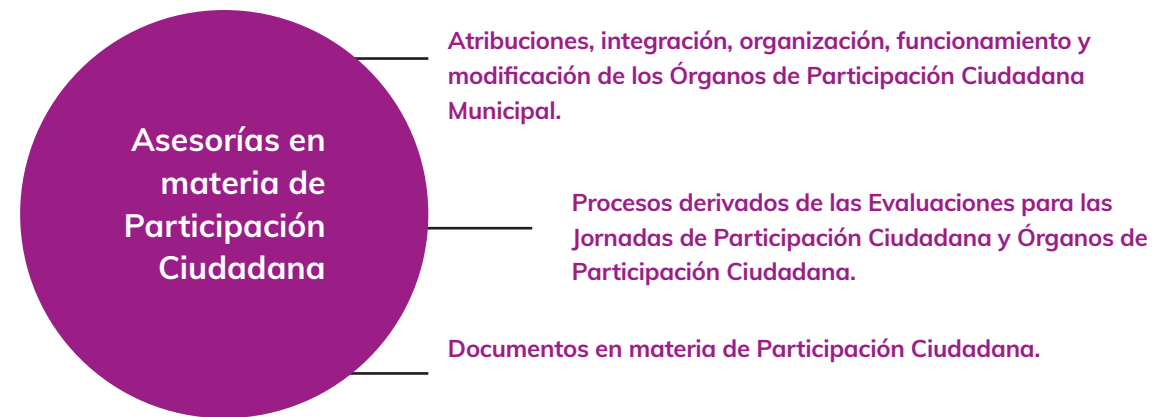 Asesorías en
materia de
Participación
Ciudadana
Atribuciones, integración, organización, funcionamiento y
modificación de los Órganos de Participación Ciudadana
Municipal.
Procesos derivados de las Evaluaciones para las
Jornadas de Participación Ciudadana y Órganos de
Participación Ciudadana.
Documentos en materia de Participación Ciudadana.